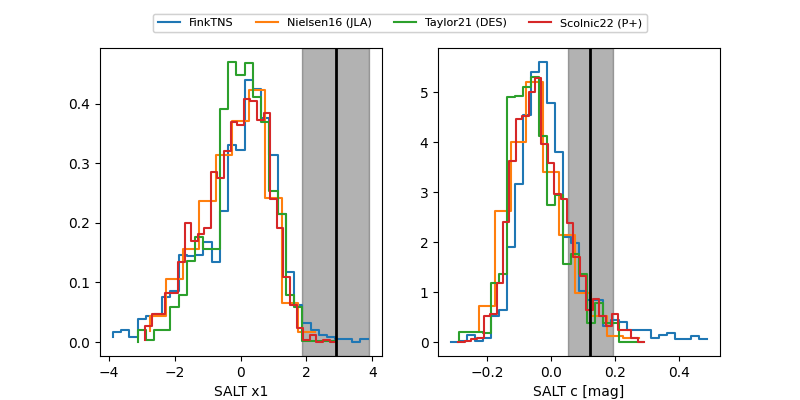 FinkTNS Nielsen16 (JLA) Taylor21 (DES) Scolnic22 (P+)
0.4
0.3
0.2
0.1
0.0
−4 −2 0 2 4
SALT x1
5
4
3
2
1
0
−0.2 0.0 0.2 0.4
SALT c [mag]